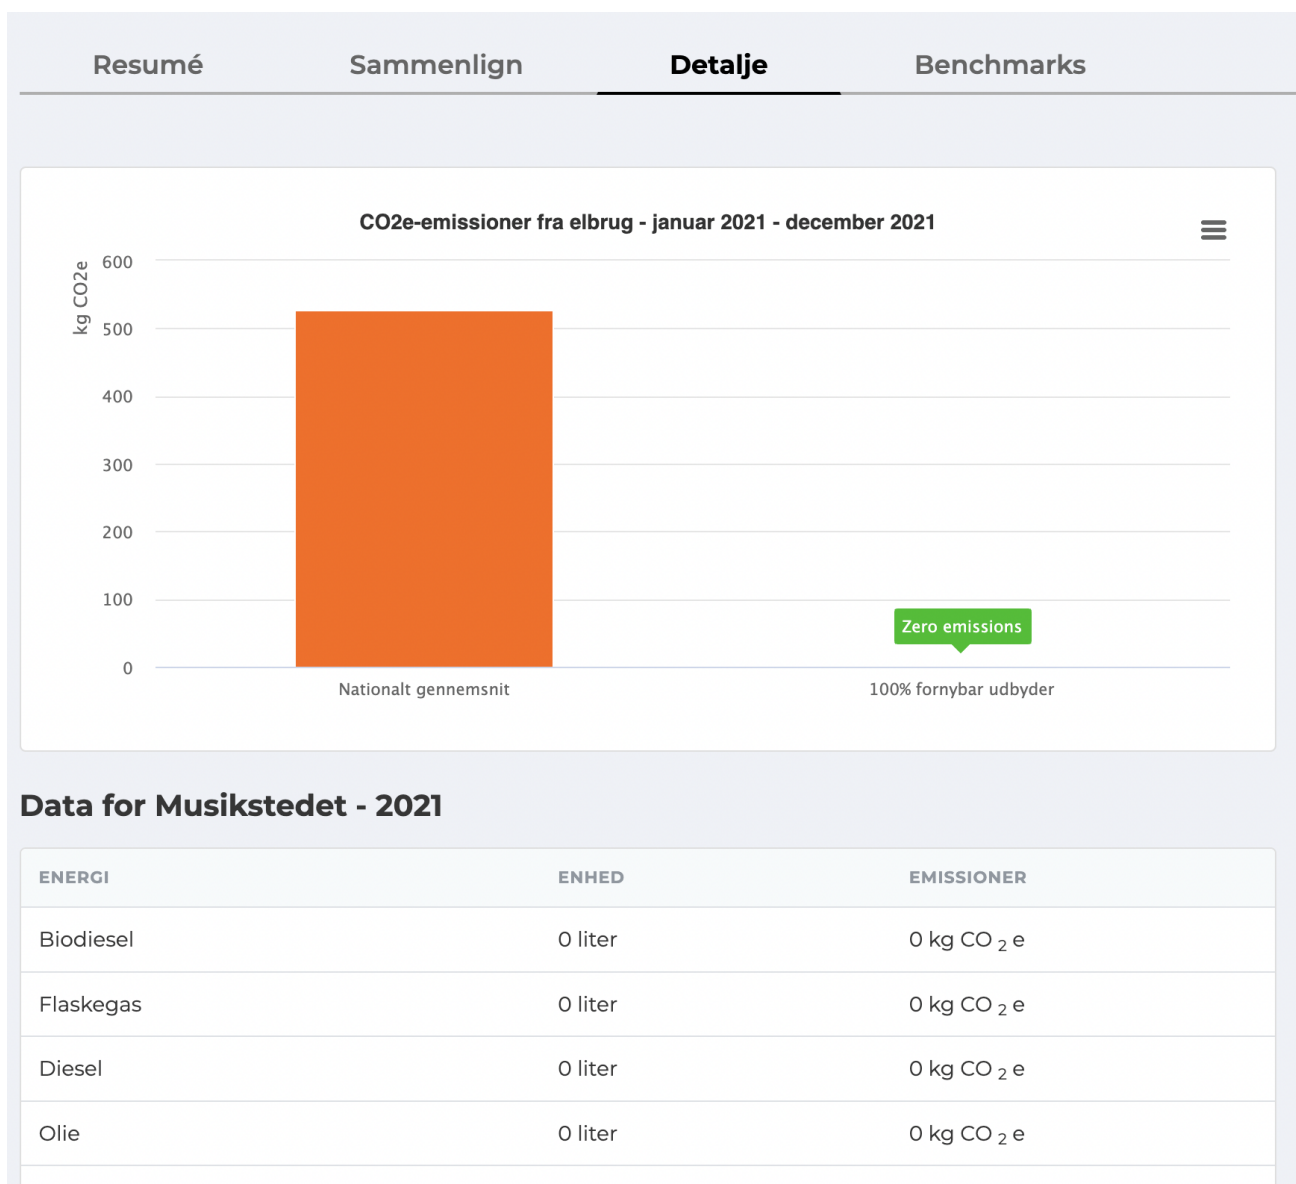 Resumé Sammenlign Detalje Benchmarks
CO2e-emissioner fra elbrug - januar 2021 - december 2021
kg CO2e
600
500
400
300
200
100
0
Zero emissions
Nationalt gennemsnit 100% fornybar udbyder
Data for Musikstedet - 2021
ENERGI ENHED EMISSIONER
Biodiesel 0 liter 0 kg CO 2 e
Flaskegas 0 liter 0 kg CO 2 e
Diesel 0 liter 0 kg CO 2 e
Olie 0 liter 0 kg CO 2 e